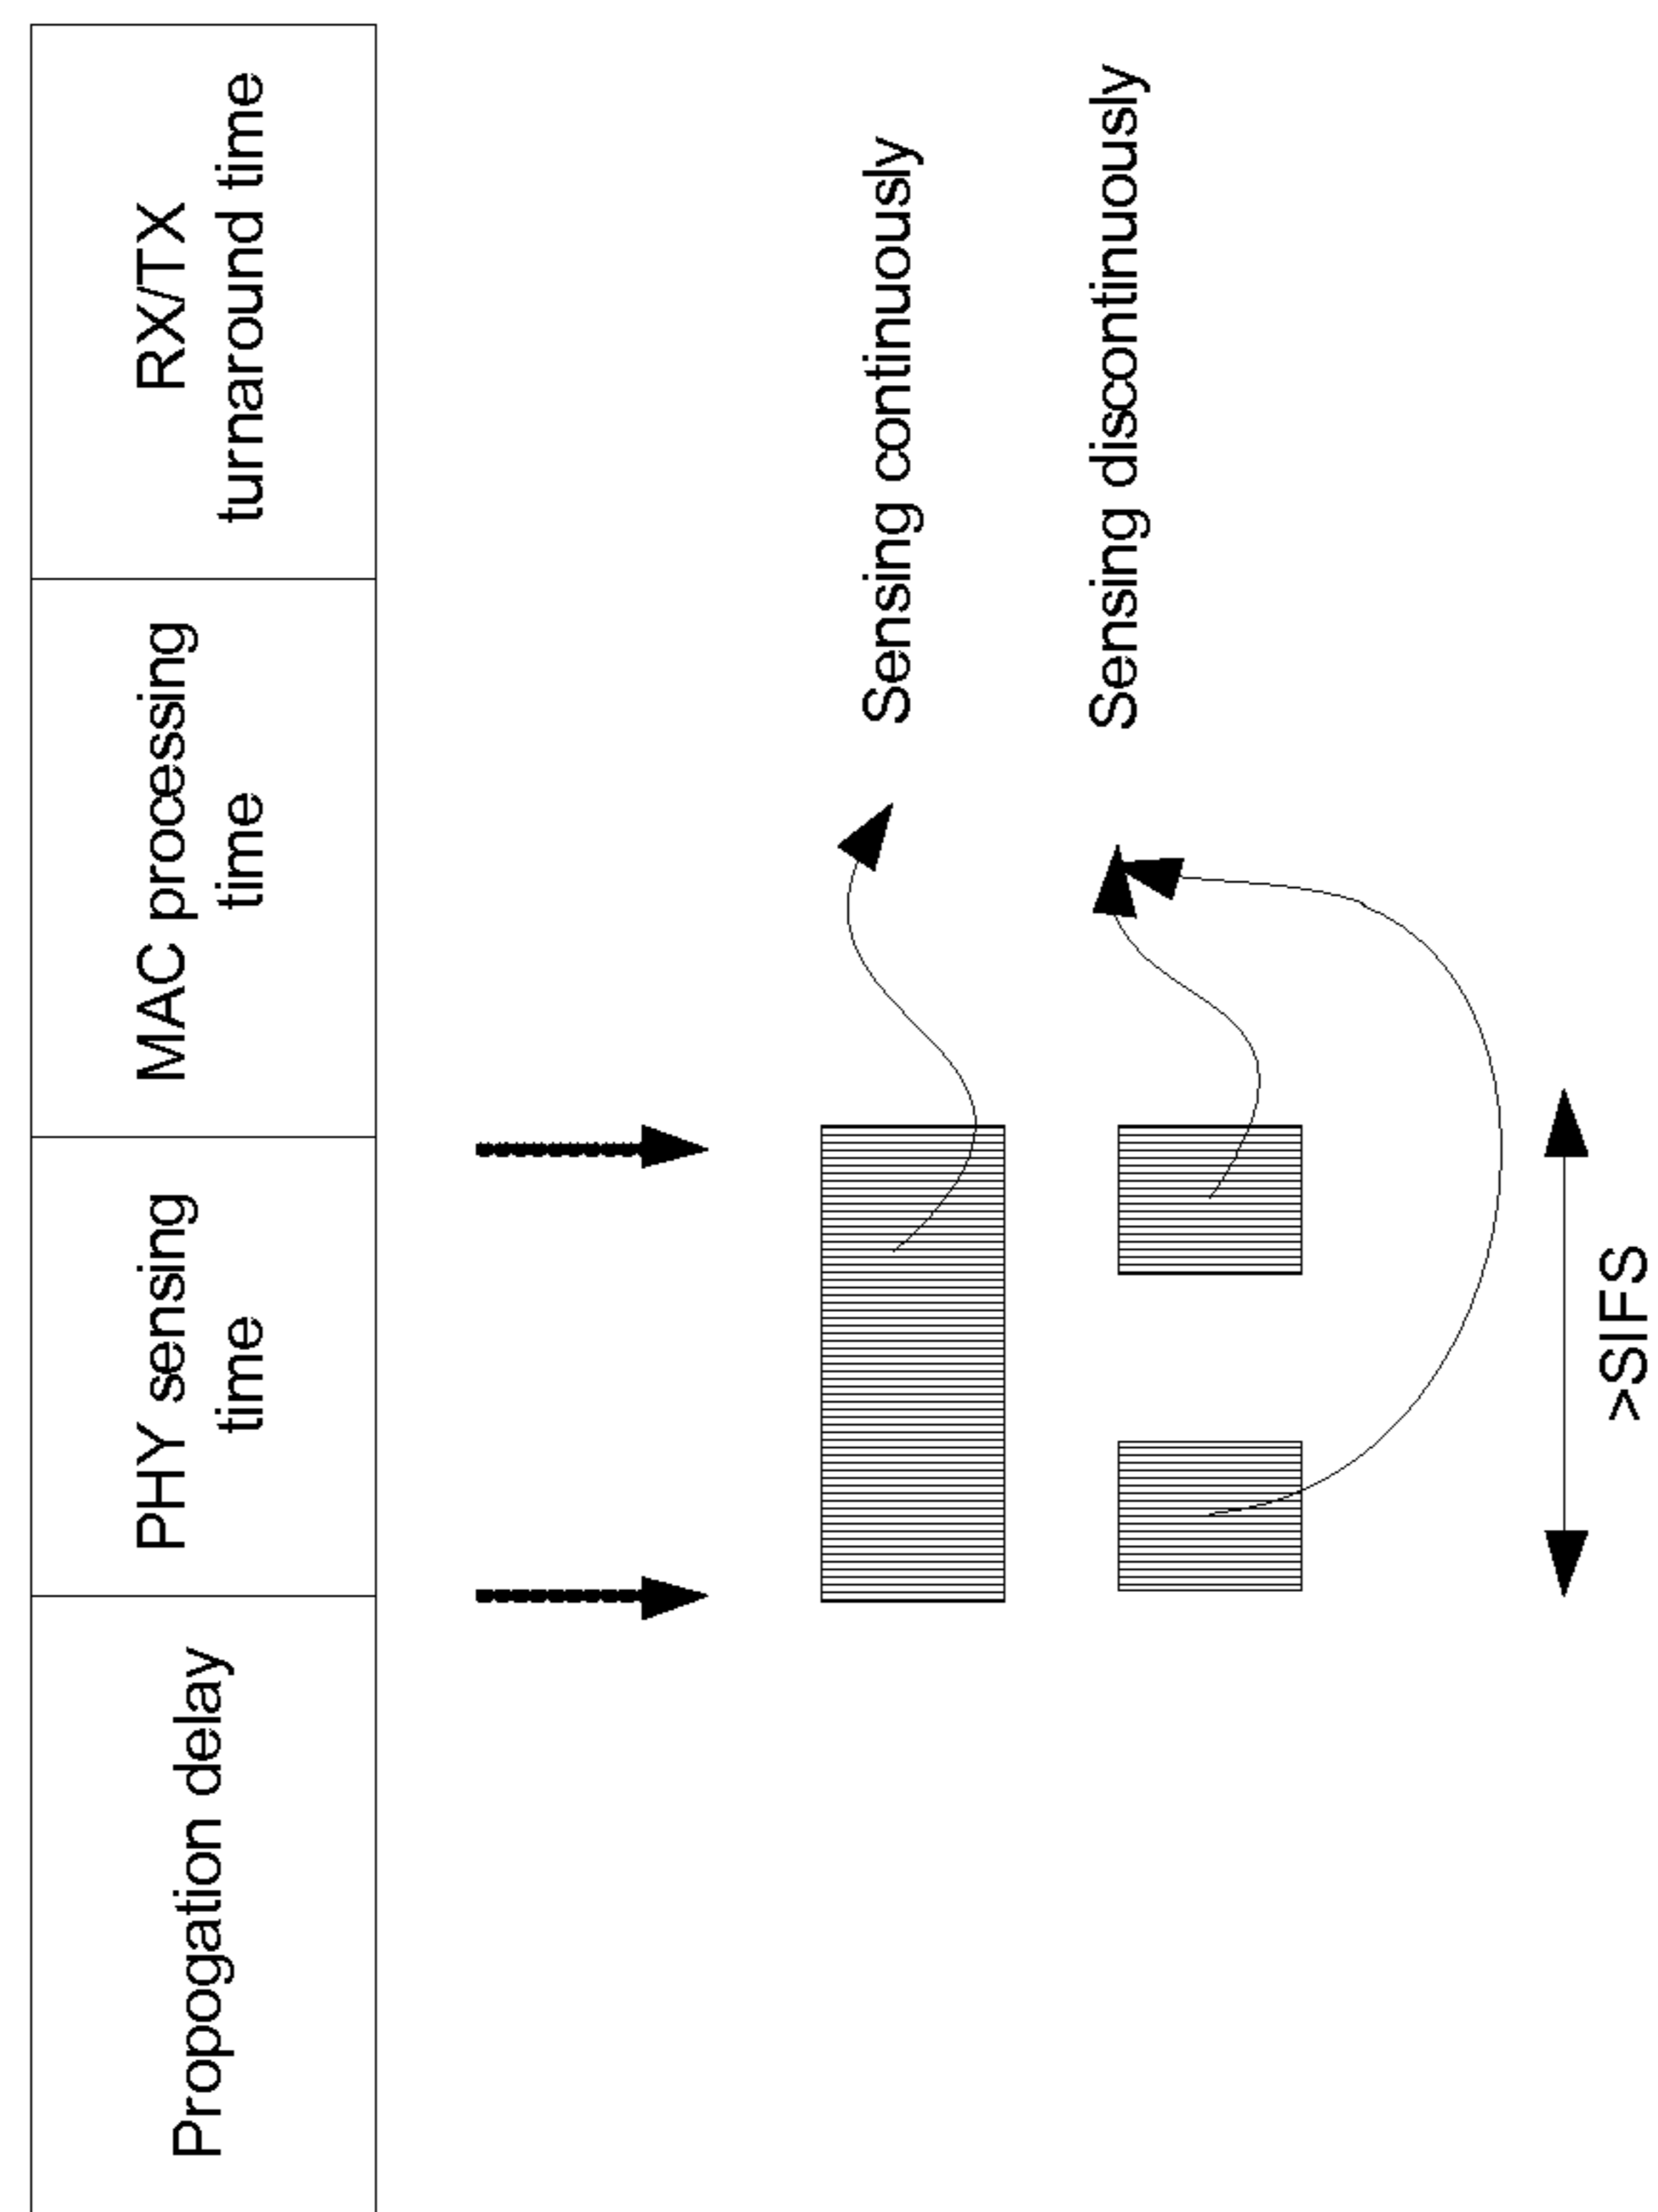 Propogation delay
PHY sensing
time
MAC processing
time
RX/TX
turnaround time
Sensing continuously
Sensing discontinuously
>SIFS